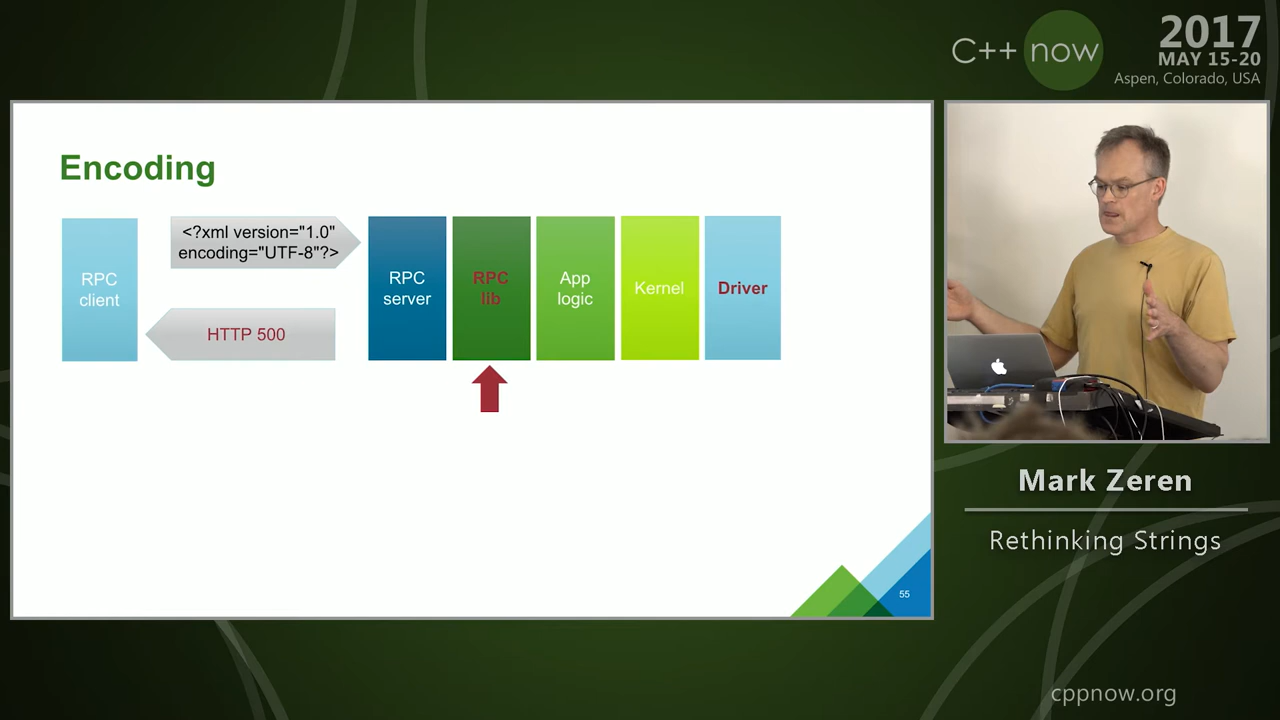 C++ now
2017
MAY 15-20
Aspen, Colorado, USA
Encoding
RPC
client
<?xml version="1.0"
encoding="UTF-8"?>
HTTP 500
RPC
server
RPC
lib
App
logic
Kernel
Driver
55
Mark Zeren
Rethinking Strings
cppnow.org